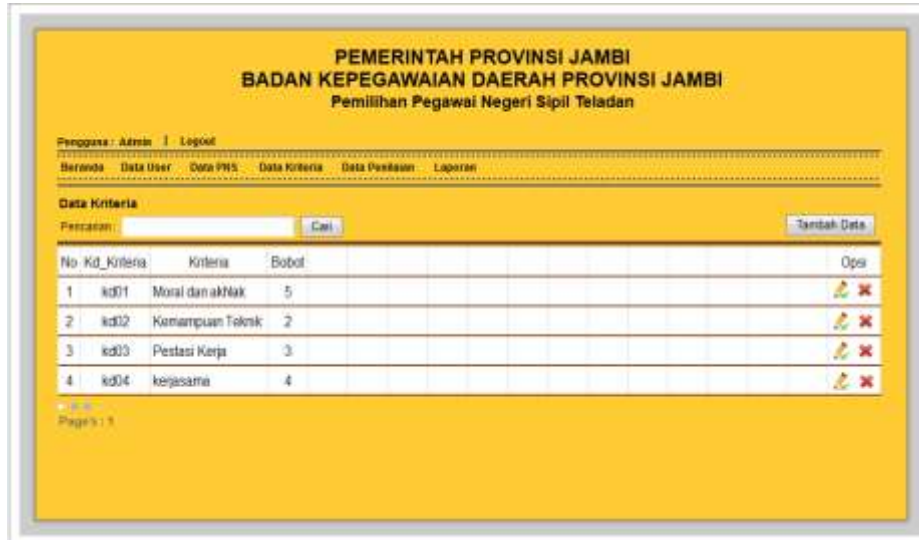 PEMERINTAH PROVINSI JAMBI
BADAN KEPEGAWAIAN DAERAH PROVINSI JAMBI
Pemilihan Pegawai Negeri Sipil Teladan
Pengguna : Admin | Logout
Beranda Data User Data PNS Data Kriteria Data Penilaian Laporan
Data Kriteria
Pencarian : Cari Tambah Data
No Kd_Kriteria Kriteria Bobot Opsi
1 kd01 Moral dan akhlak 5
2 kd02 Kemampuan Teknik 2
3 kd03 Pestasi Kerja 3
4 kd04 kerjasama 4
Page's : 1